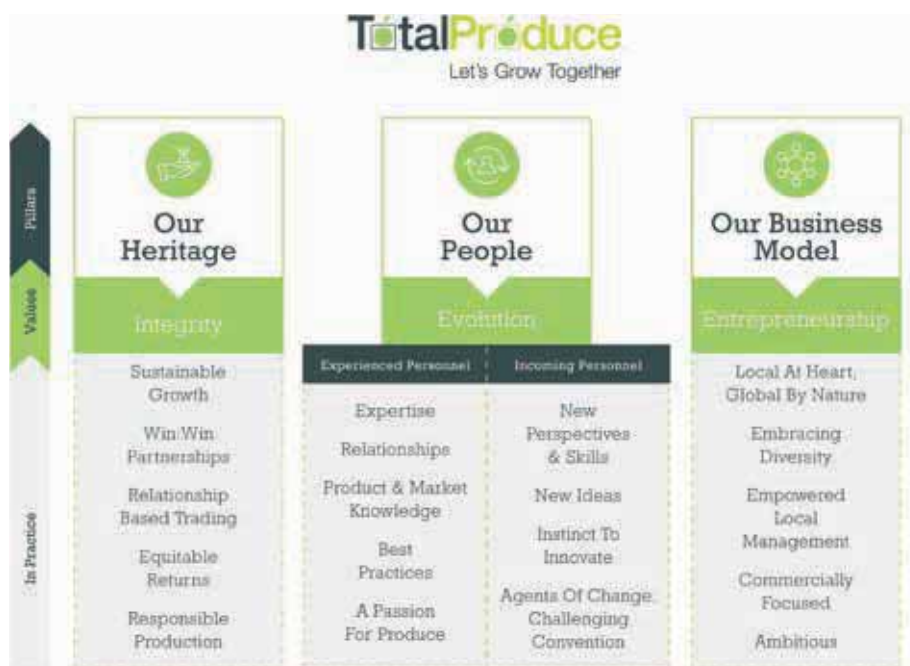 TotalProduce
Let's Grow Together
Pillars
Values
In Practice
Our
Heritage
Integrity
Sustainable
Growth
Win:Win
Partnerships
Relationship
Based Trading
Equitable
Returns
Responsible
Production
Our
People
Evolution
Experienced Personnel
Expertise
Relationships
Product & Market
Knowledge
Best
Practices
A Passion
For Produce
Incoming Personnel
New
Perspectives
& Skills
New Ideas
Instinct To
Innovate
Agents Of Change,
Challenging
Convention
Our Business
Model
Entrepreneurship
Local At Heart,
Global By Nature
Embracing
Diversity
Empowered
Local
Management
Commercially
Focused
Ambitious